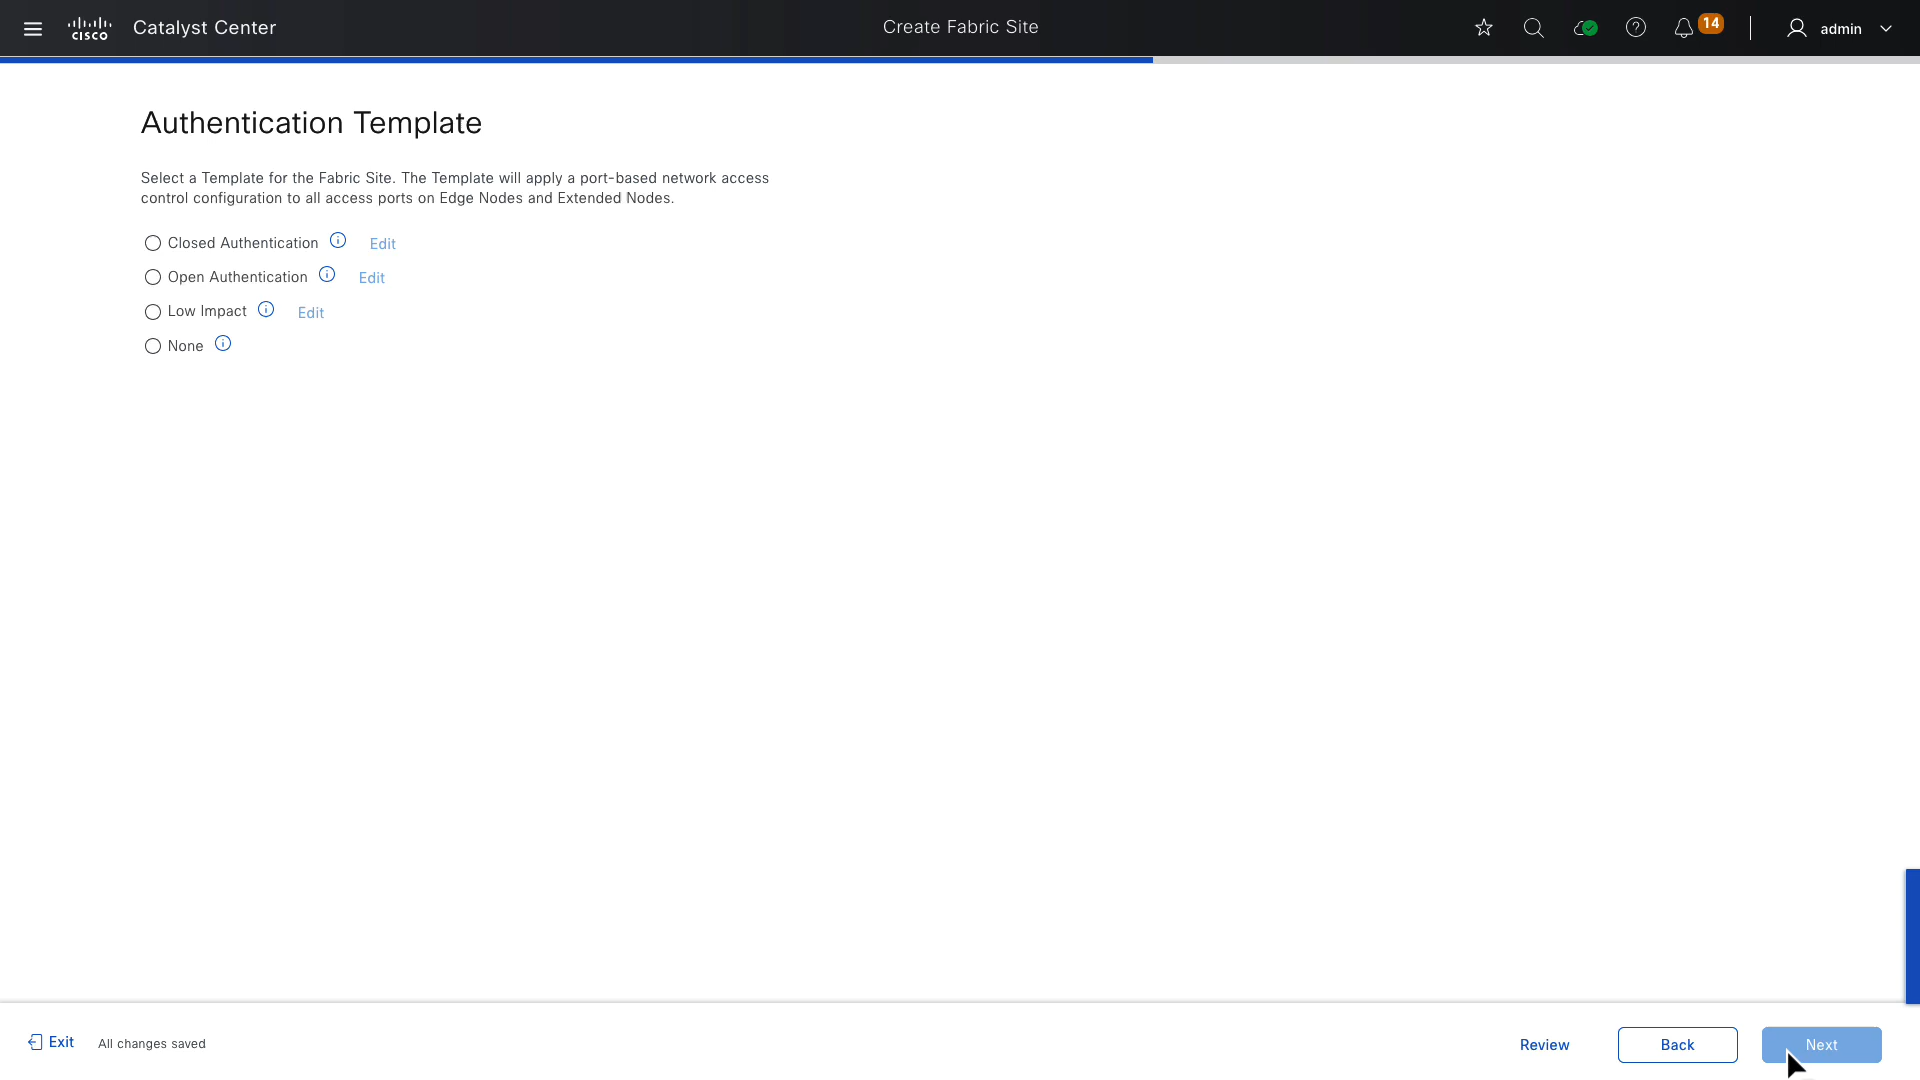 cisco Catalyst Center
Create Fabric Site
14
admin
Authentication Template
Select a Template for the Fabric Site. The Template will apply a port-based network access
control configuration to all access ports on Edge Nodes and Extended Nodes.
Closed Authentication Edit
Open Authentication Edit
Low Impact Edit
None
Exit All changes saved
Review Back Next